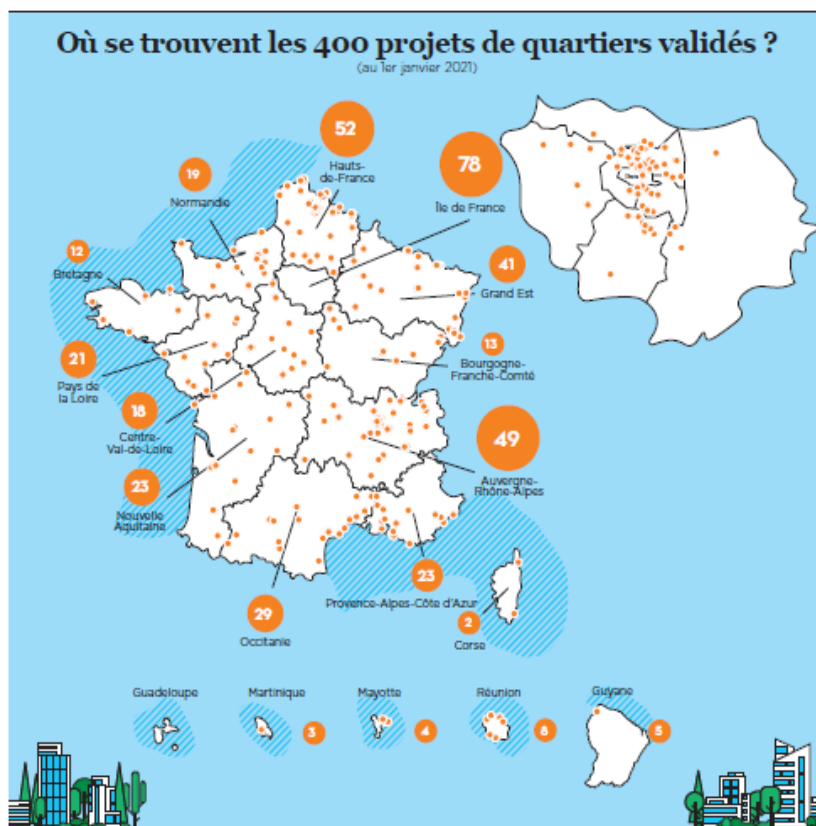 Où se trouvent les 400 projets de quartiers validés ?
(au 1er janvier 2021)
52
Hauts-
de-France
78
Île de France
19
Normandie
12
Bretagne
41
Grand Est
13
Bourgogne-
Franche-Comté
21
Pays de
la Loire
18
Centre-
Val-de-Loire
49
Auvergne-
Rhône-Alpes
23
Nouvelle
Aquitaine
23
Provence-Alpes-Côte d'Azur
29
Occitanie
2
Corse
Guadeloupe
Martinique
3
Mayotte
4
Réunion
8
Guyane
5